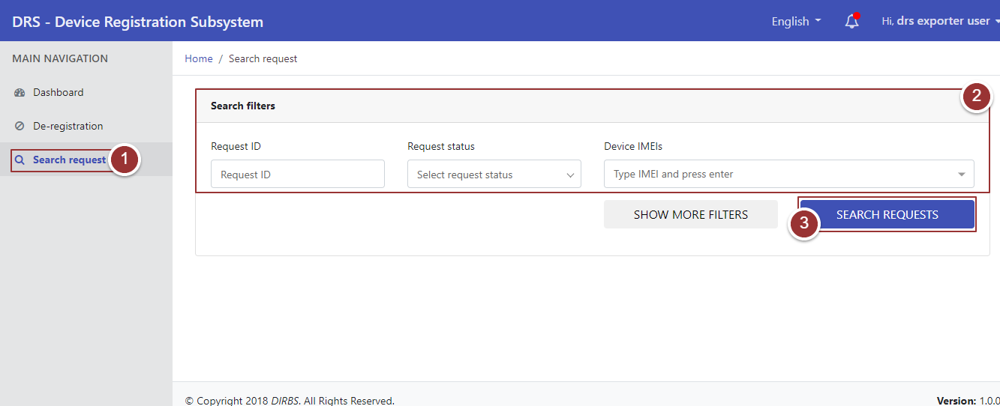 DRS - Device Registration Subsystem
English
Hi, drs exporter user
MAIN NAVIGATION
Home / Search request
Dashboard
De-registration
Search request
1
2
Search filters
Request ID
Request status
Device IMEIs
Request ID
Select request status
Type IMEI and press enter
SHOW MORE FILTERS
3
SEARCH REQUESTS
© Copyright 2018 DIRBS. All Rights Reserved.
Version: 1.0.0